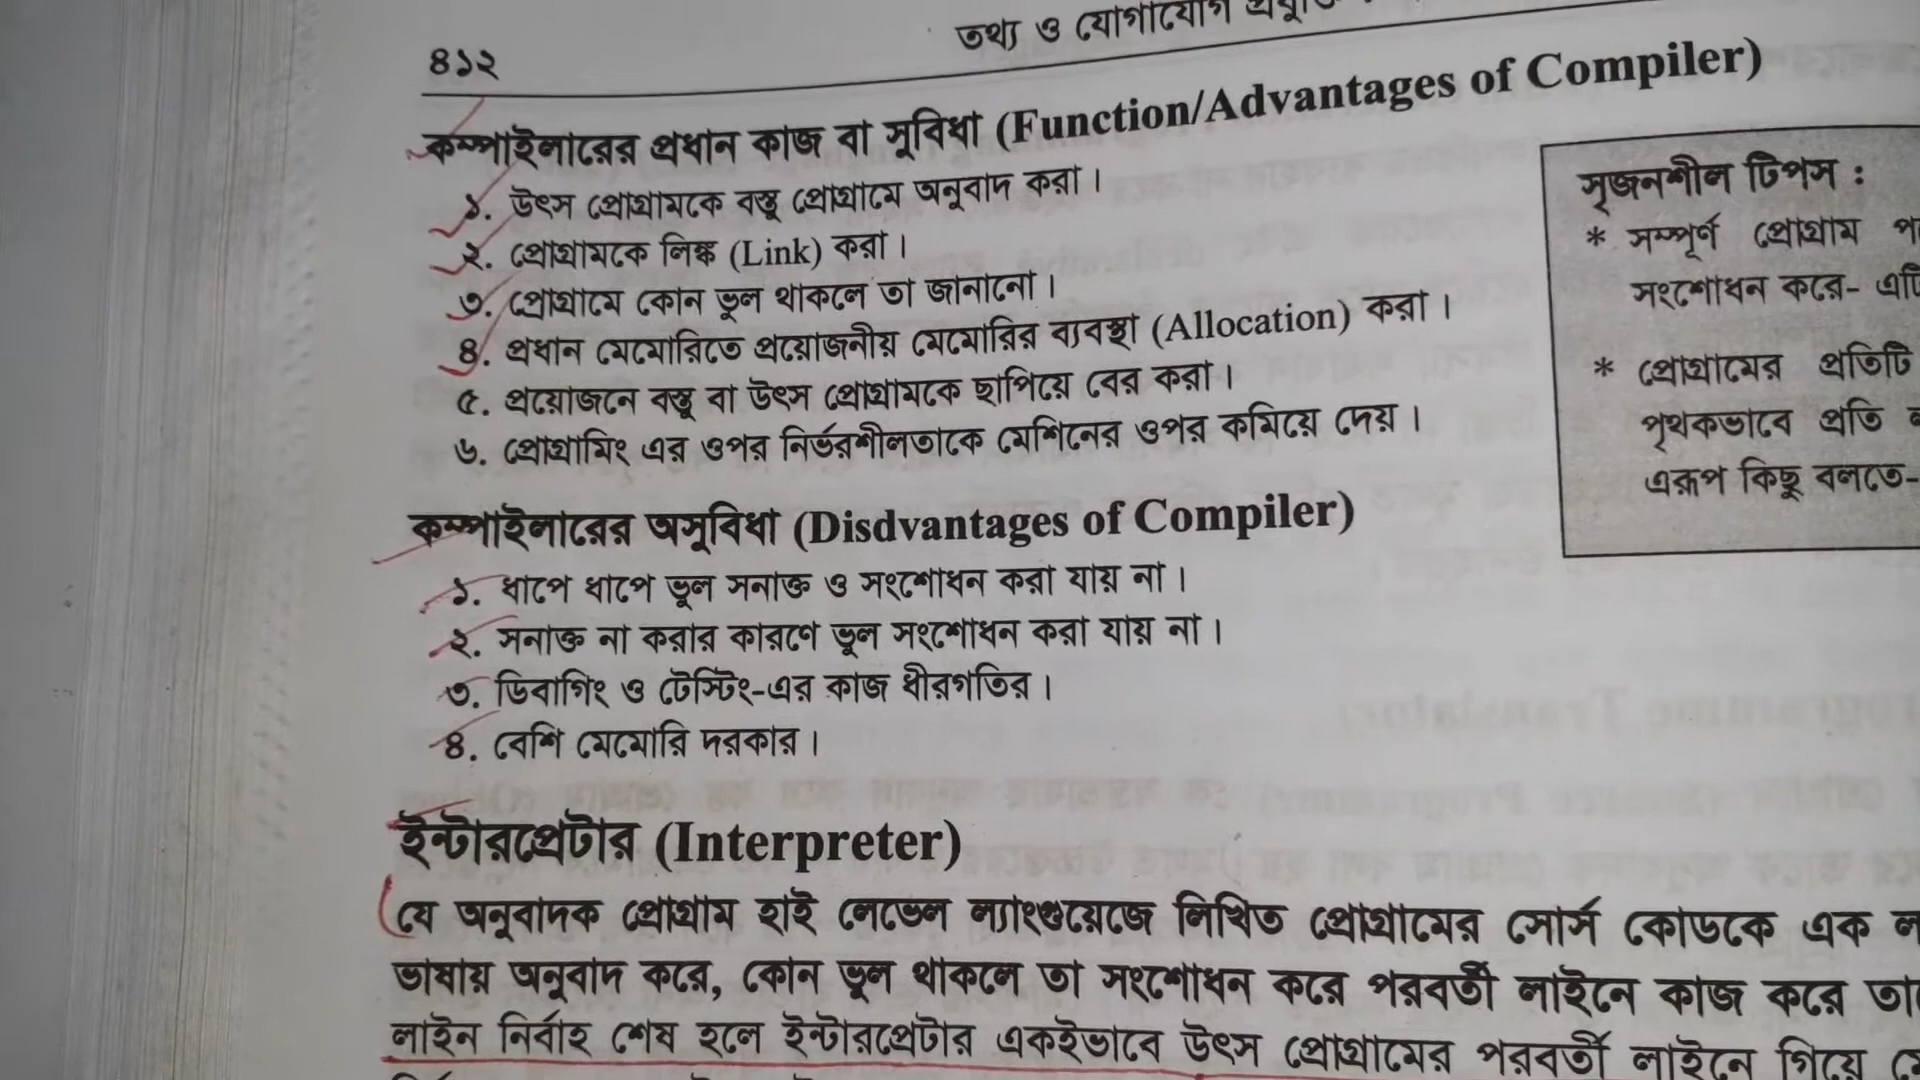 তথ্য ও যোগাযোগ
৪১২
কম্পাইলারের প্রধান কাজ বা সুবিধা (Function/Advantages of Compiler)
১. উৎস প্রোগ্রামকে বস্তু প্রোগ্রামে অনুবাদ করা।
২. প্রোগ্রামকে লিঙ্ক (Link) করা।
৩. প্রোগ্রামে কোন ভুল থাকলে তা জানানো।
৪. প্রধান মেমোরিতে প্রয়োজনীয় মেমোরির ব্যবস্থা (Allocation) করা।
৫. প্রয়োজনে বস্তু বা উৎস প্রোগ্রামকে ছাপিয়ে বের করা।
৬. প্রোগ্রামিং এর ওপর নির্ভরশীলতাকে মেশিনের ওপর কমিয়ে দেয়।
সৃজনশীল টিপস :
* সম্পূর্ণ প্রোগ্রাম
সংশোধন করে-
* প্রোগ্রামের প্রতিটি
পৃথকভাবে প্রতি
এরূপ কিছু বলতে-
কম্পাইলারের অসুবিধা (Disdvantages of Compiler)
১. ধাপে ধাপে ভুল সনাক্ত ও সংশোধন করা যায় না।
২. সনাক্ত না করার কারণে ভুল সংশোধন করা যায় না।
৩. ডিবাগিং ও টেস্টিং-এর কাজ ধীরগতির।
৪. বেশি মেমোরি দরকার।
ইন্টারপ্রেটার (Interpreter)
যে অনুবাদক প্রোগ্রাম হাই লেভেল ল্যাংগুয়েজে লিখিত প্রোগ্রামের সোর্স কোডকে এক
ভাষায় অনুবাদ করে, কোন ভুল থাকলে তা সংশোধন করে পরবর্তী লাইনে কাজ করে
লাইন নির্বাহ শেষ হলে ইন্টারপ্রেটার একইভাবে উৎস প্রোগ্রামের পরবর্তী লাইনে গিয়ে